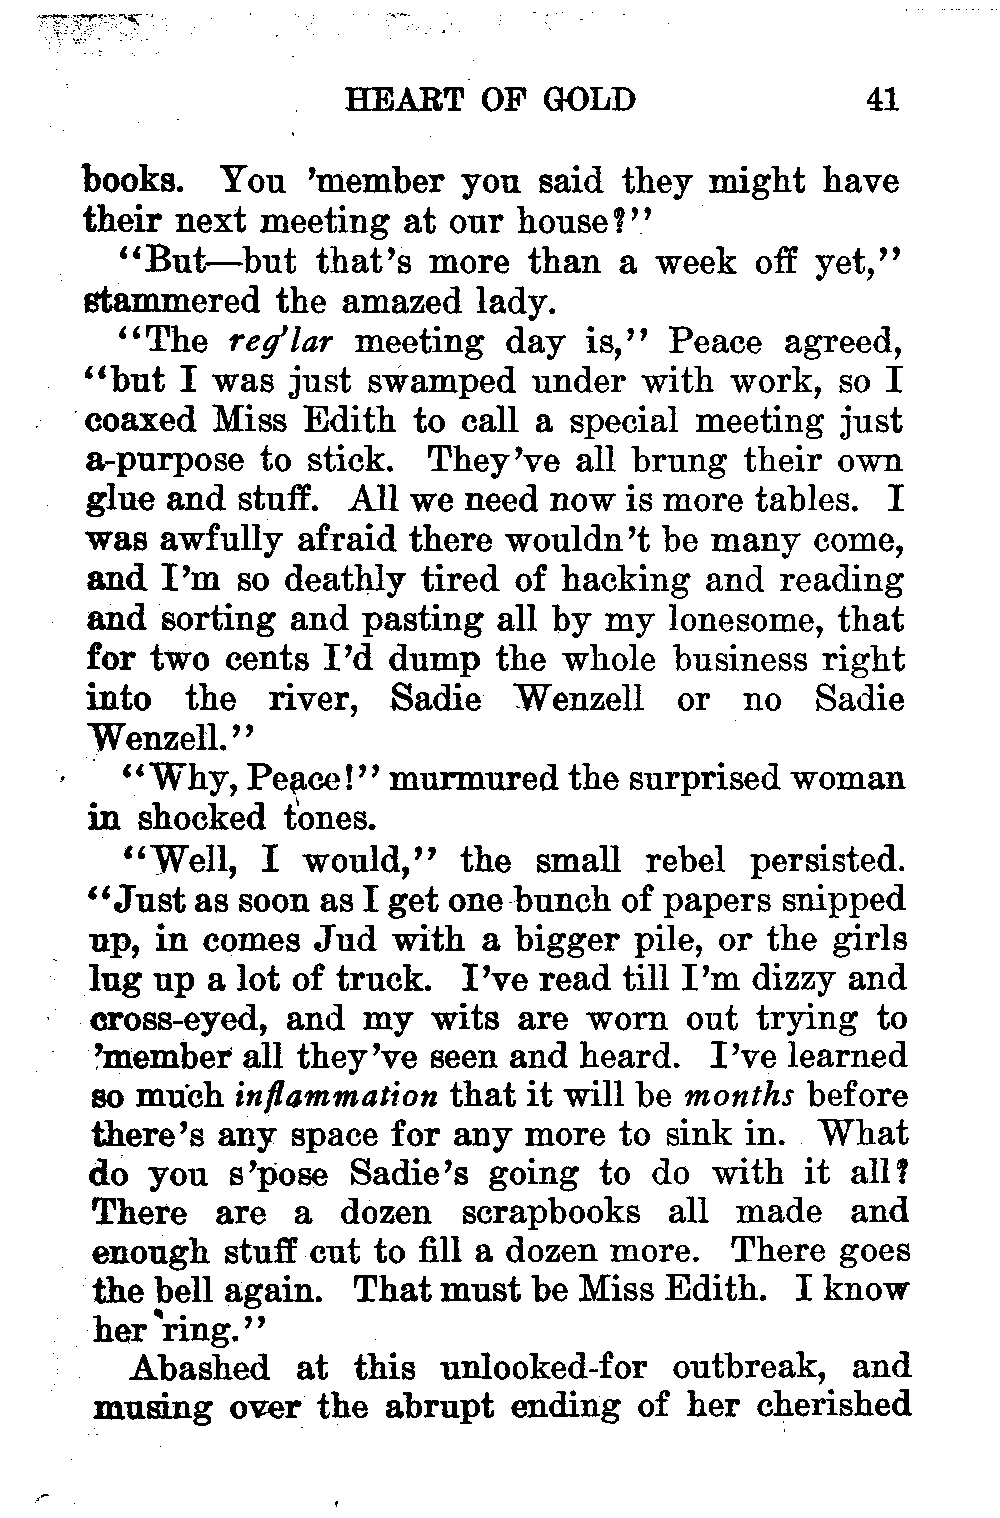 HEART OF GOLD 41
books. You ’member you said they might have
their next meeting at our house?”
“But—but that’s more than a week off yet,”
stammered the amazed lady.
“The reg’lar meeting day is,” Peace agreed,
“but I was just swamped under with work, so I
coaxed Miss Edith to call a special meeting just
a-purpose to stick. They’ve all brung their own
glue and stuff. All we need now is more tables. I
was awfully afraid there wouldn’t be many come,
and I’m so deathly tired of hacking and reading
and sorting and pasting all by my lonesome, that
for two cents I’d dump the whole business right
into the river, Sadie Wenzell or no Sadie
Wenzell.”
“Why, Peace!” murmured the surprised woman
in shocked tones.
“Well, I would,” the small rebel persisted.
“Just as soon as I get one bunch of papers snipped
up, in comes Jud with a bigger pile, or the girls
lug up a lot of truck. I’ve read till I’m dizzy and
cross-eyed, and my wits are worn out trying to
’member all they’ve seen and heard. I’ve learned
so much inflammation that it will be months before
there’s any space for any more to sink in. What
do you s’pose Sadie’s going to do with it all?
There are a dozen scrapbooks all made and
enough stuff cut to fill a dozen more. There goes
the bell again. That must be Miss Edith. I know
her ring.”
Abashed at this unlooked-for outbreak, and
musing over the abrupt ending of her cherished